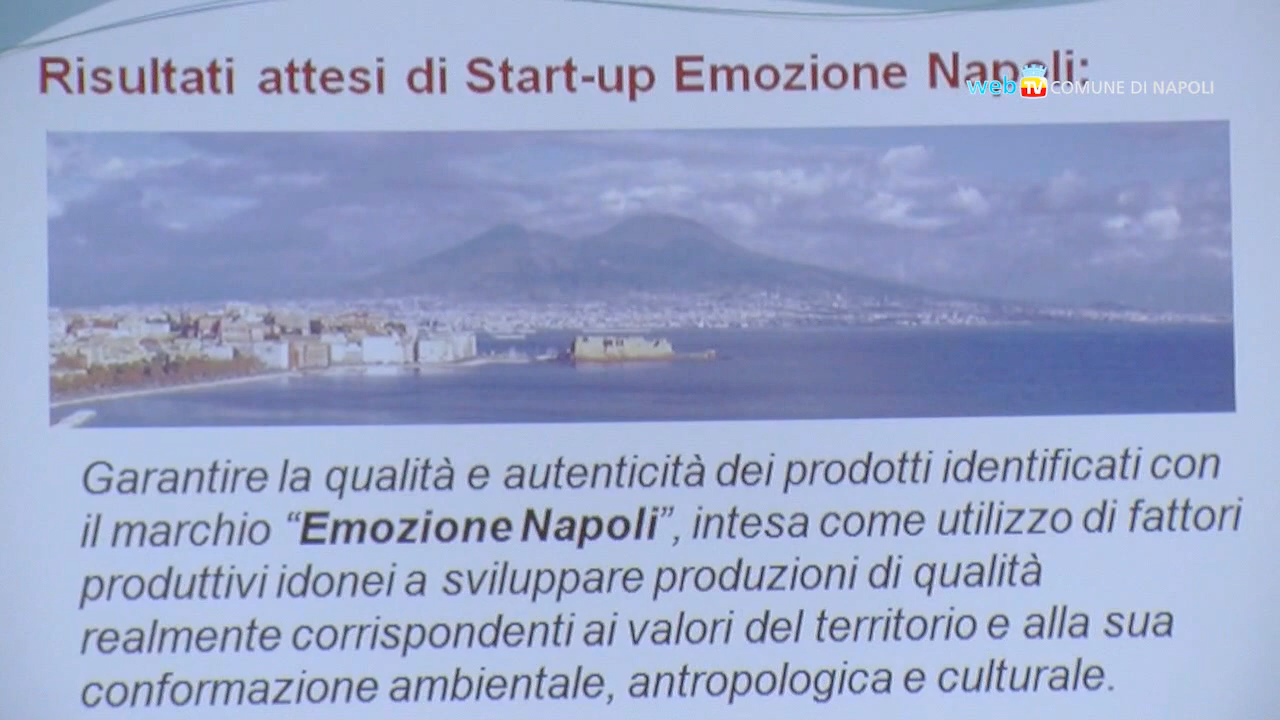 Risultati attesi di Start-up Emozione Napoli:
web TV COMUNE DI NAPOLI
Garantire la qualità e autenticità dei prodotti identificati con
il marchio “Emozione Napoli”, intesa come utilizzo di fattori
produttivi idonei a sviluppare produzioni di qualità
realmente corrispondenti ai valori del territorio e alla sua
conformazione ambientale, antropologica e culturale.